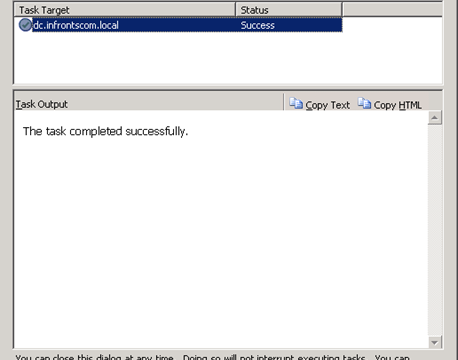 Task Target Status
dc.infrontscom.local Success
Task Output Copy Text Copy HTML
The task completed successfully.
You can close this dialog at any time. Doing so will not interrupt executing tasks. You can